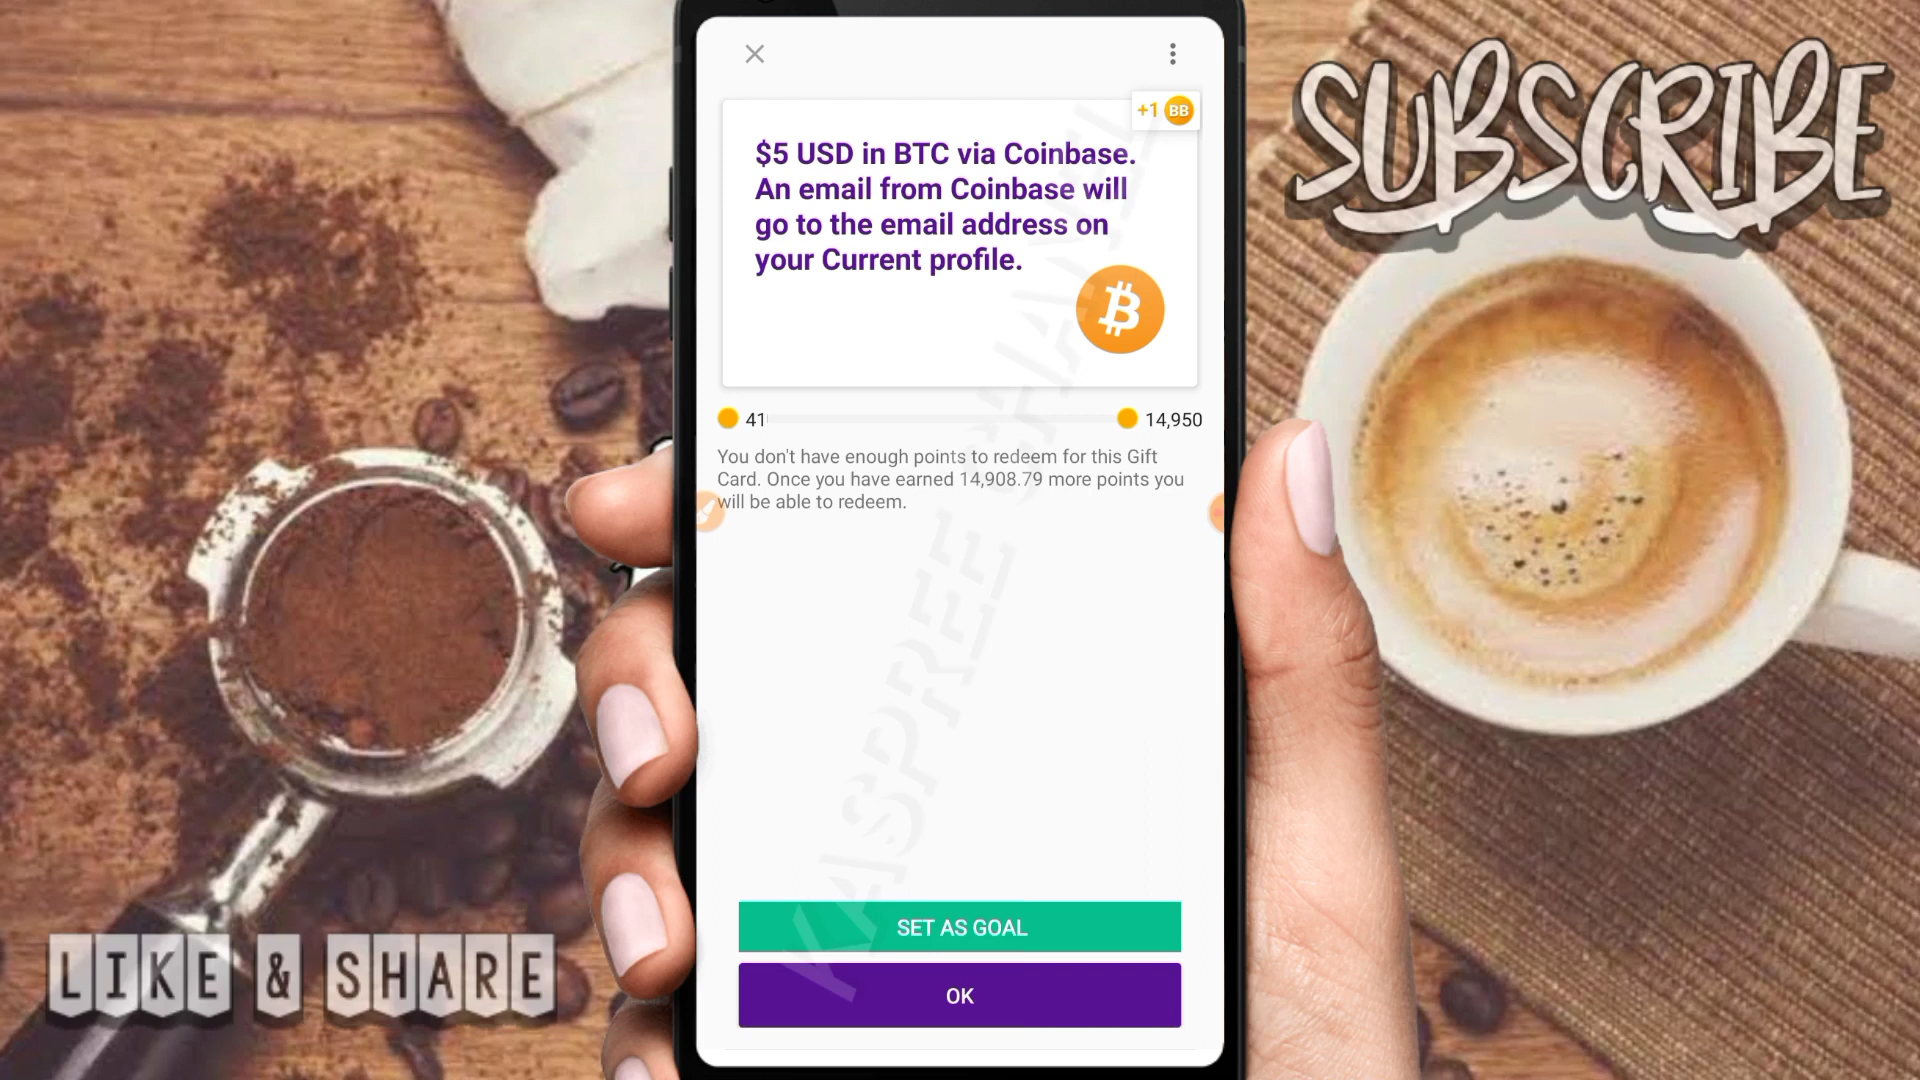 SUBSCRIBE
+1 BB
$5 USD in BTC via Coinbase.
An email from Coinbase will
go to the email address on
your Current profile.
41
14,950
You don't have enough points to redeem for this Gift
Card. Once you have earned 14,908.79 more points you
will be able to redeem.
KASPREE CHANNEL
SET AS GOAL
OK
LIKE & SHARE